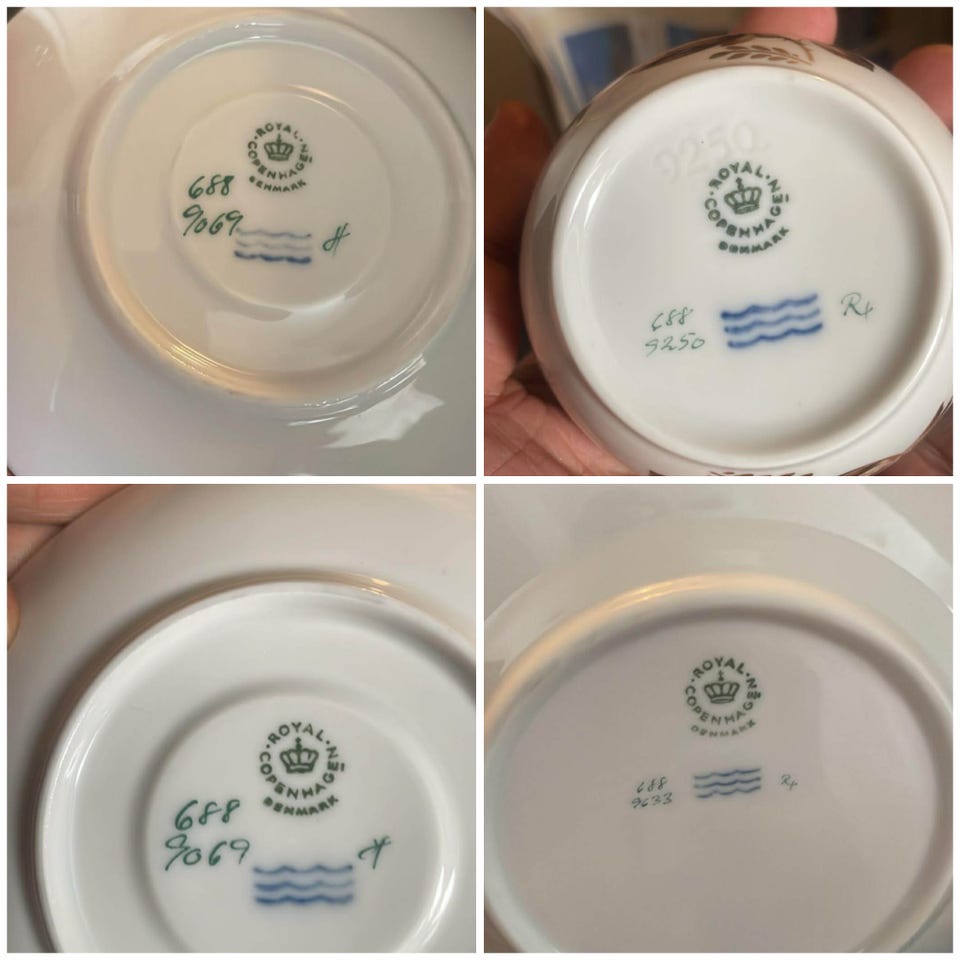 ROYAL
COPENHAGEN
DENMARK
688
9069
9250
ROYAL
COPENHAGEN
DENMARK
688
9250
ROYAL
COPENHAGEN
DENMARK
688
9069
ROYAL
COPENHAGEN
DENMARK
688
9633